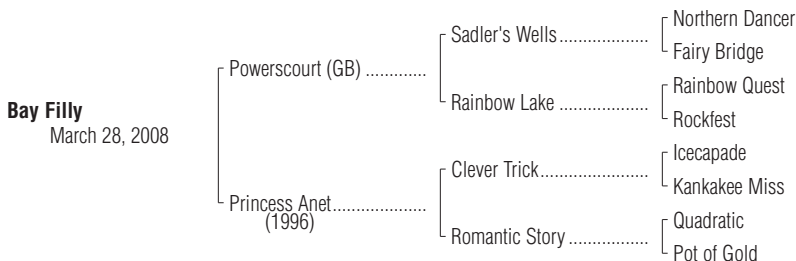 Northern Dancer
Sadler's Wells....................
Fairy Bridge
Powerscourt (GB) .............
Rainbow Quest
Rainbow Lake ....................
Rockfest
Bay Filly
March 28, 2008
Icecapade
Clever Trick........................
Kankakee Miss
Princess Anet.....................
(1996)
Quadratic
Romantic Story ..................
Pot of Gold